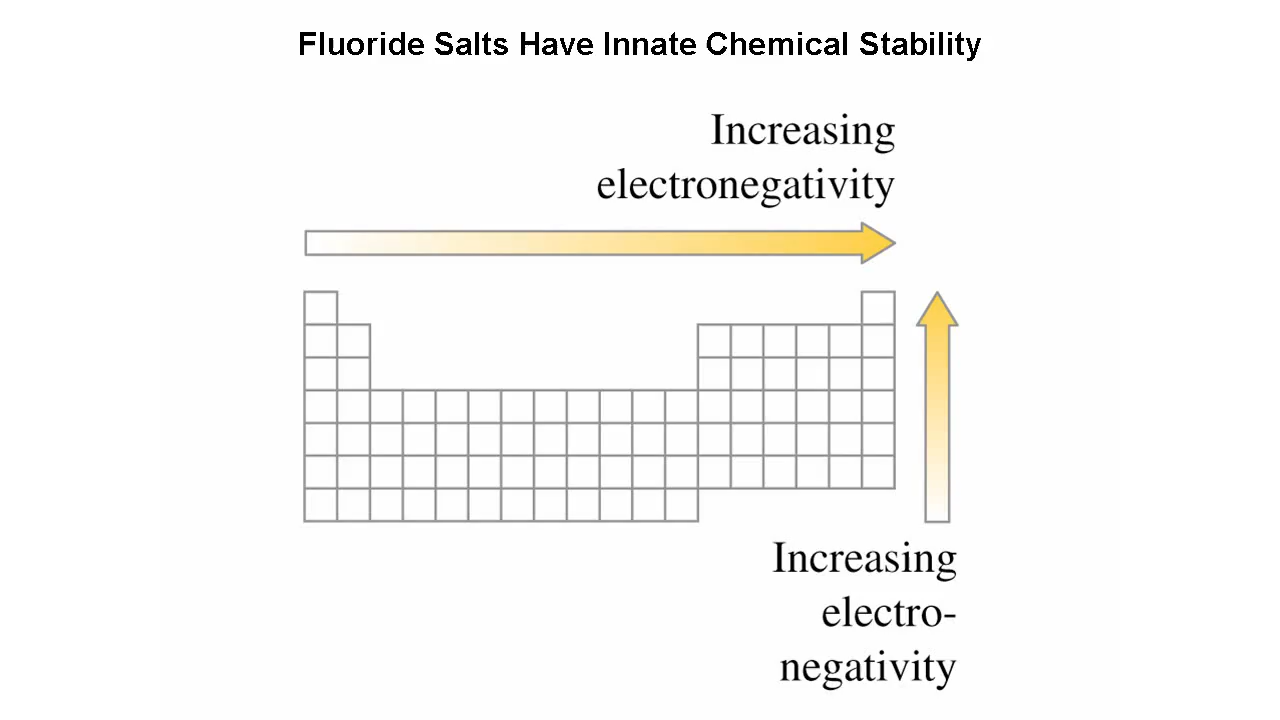 Fluoride Salts Have Innate Chemical Stability
Increasing
electronegativity
Increasing
electro-
negativity